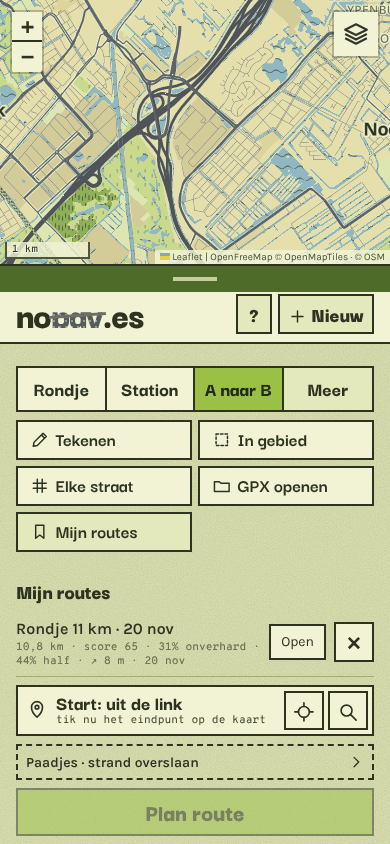 +
YPENBU
−
No
1 km
Leaflet | OpenFreeMap © OpenMapTiles · © OSM
nopav.es
?
+ Nieuw
Rondje
Station
A naar B
Meer
Tekenen
In gebied
Elke straat
GPX openen
Mijn routes
Mijn routes
Rondje 11 km · 20 nov
10,8 km · score 65 · 31% onverhard ·
44% half · ↗ 8 m · 20 nov
Open
×
Start: uit de link
tik nu het eindpunt op de kaart
Paadjes · strand overslaan
Plan route